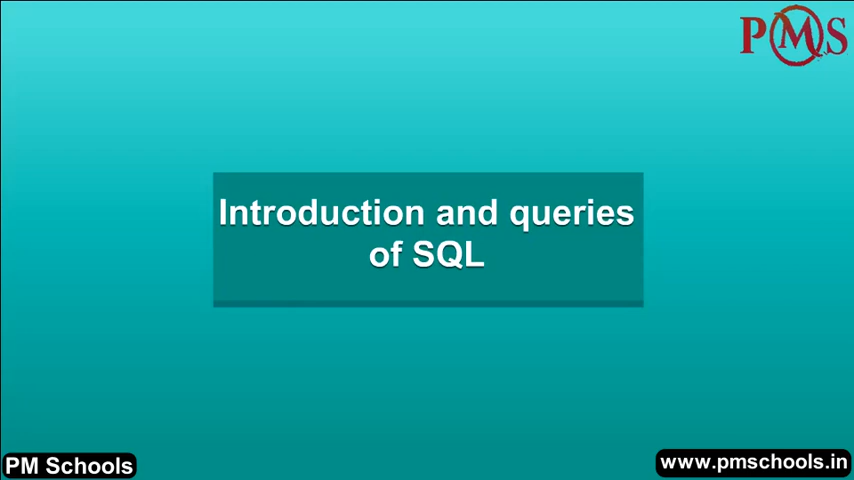 PMS
Introduction and queries
of SQL
PM Schools
www.pmschools.in